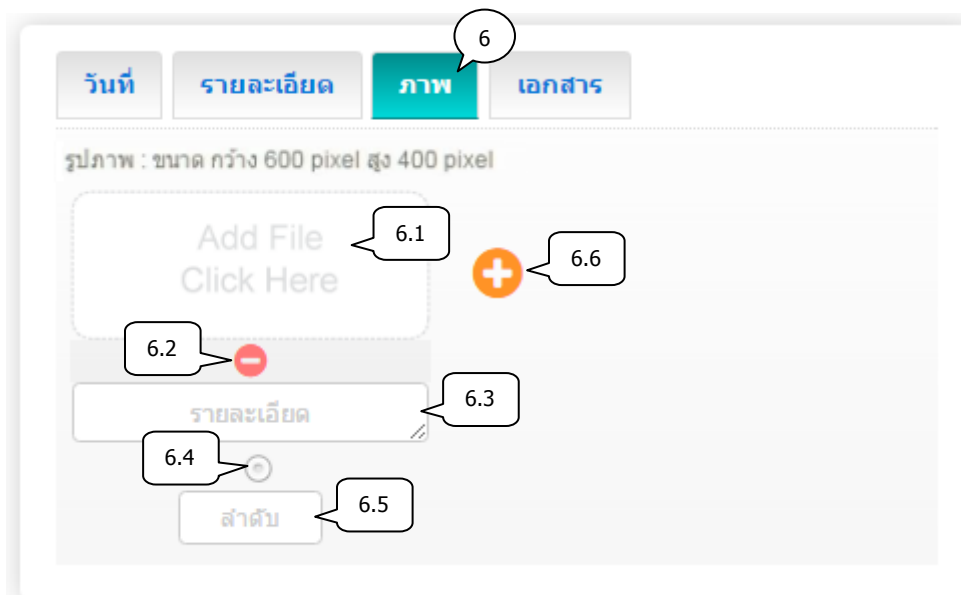 6
วันที่ รายละเอียด ภาพ เอกสาร
รูปภาพ : ขนาด กว้าง 600 pixel สูง 400 pixel
Add File
Click Here
6.1
6.6
6.2
รายละเอียด
6.3
6.4
ลำดับ
6.5